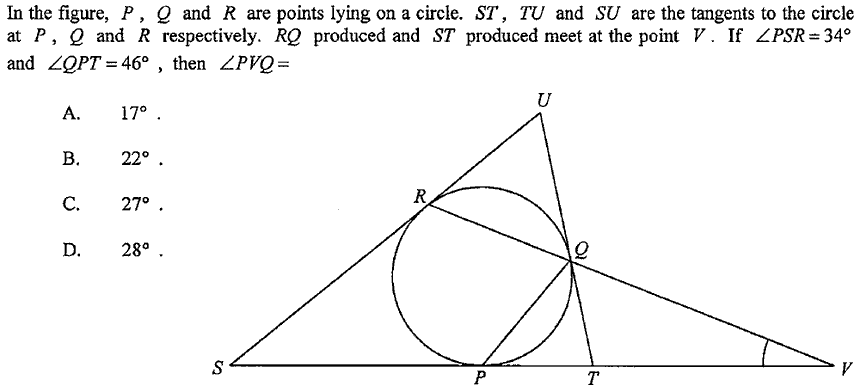 In the figure, P , Q and R are points lying on a circle. ST , TU and SU are the tangents to the circle
at P , Q and R respectively. RQ produced and ST produced meet at the point V . If ∠PSR = 34°
and ∠QPT = 46° , then ∠PVQ =
A. 17° .
B. 22° .
C. 27° .
D. 28° .
U
R
Q
S
P
T
V